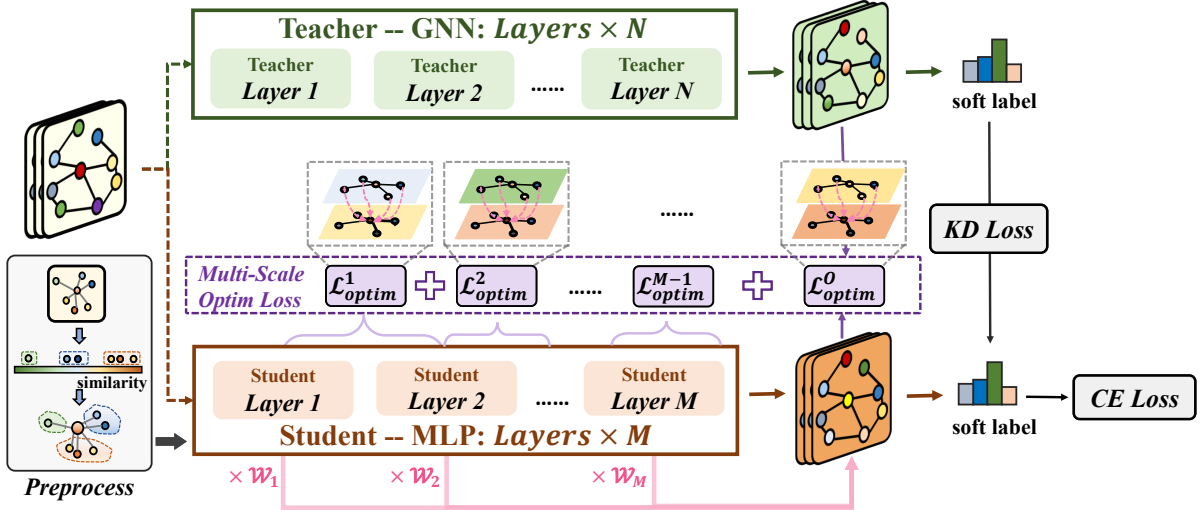 Teacher -- GNN: Layers × N
Teacher
Layer 1
Teacher
Layer 2
......
Teacher
Layer N
soft label
......
KD Loss
Multi-Scale
Optim Loss
ℒ¹optim
ℒ²optim
......
ℒᴹ⁻¹optim
ℒᴼoptim
similarity
Preprocess
Student
Layer 1
Student
Layer 2
......
Student
Layer M
Student -- MLP: Layers × M
soft label
CE Loss
× 𝒲₁
× 𝒲₂
× 𝒲_M